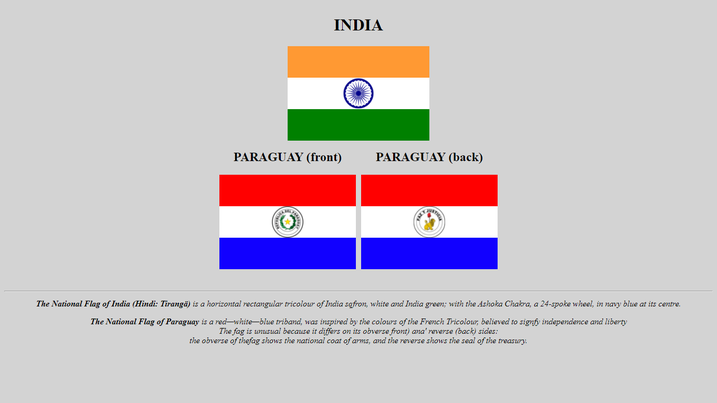 INDIA
PARAGUAY (front) PARAGUAY (back)
The National Flag of India (Hindi: Tiraṅgā) is a horizontal rectangular tricolour of India safron, white and India green; with the Ashoka Chakra, a 24-spoke wheel, in navy blue at its centre.
The National Flag of Paraguay is a red—white—blue triband, was inspired by the colours of the French Tricolour, believed to signfy independence and liberty
The fag is unusual because it differs on its obverse front) ana' reverse (back) sides:
the obverse of thefag shows the national coat of arms, and the reverse shows the seal of the treasury.